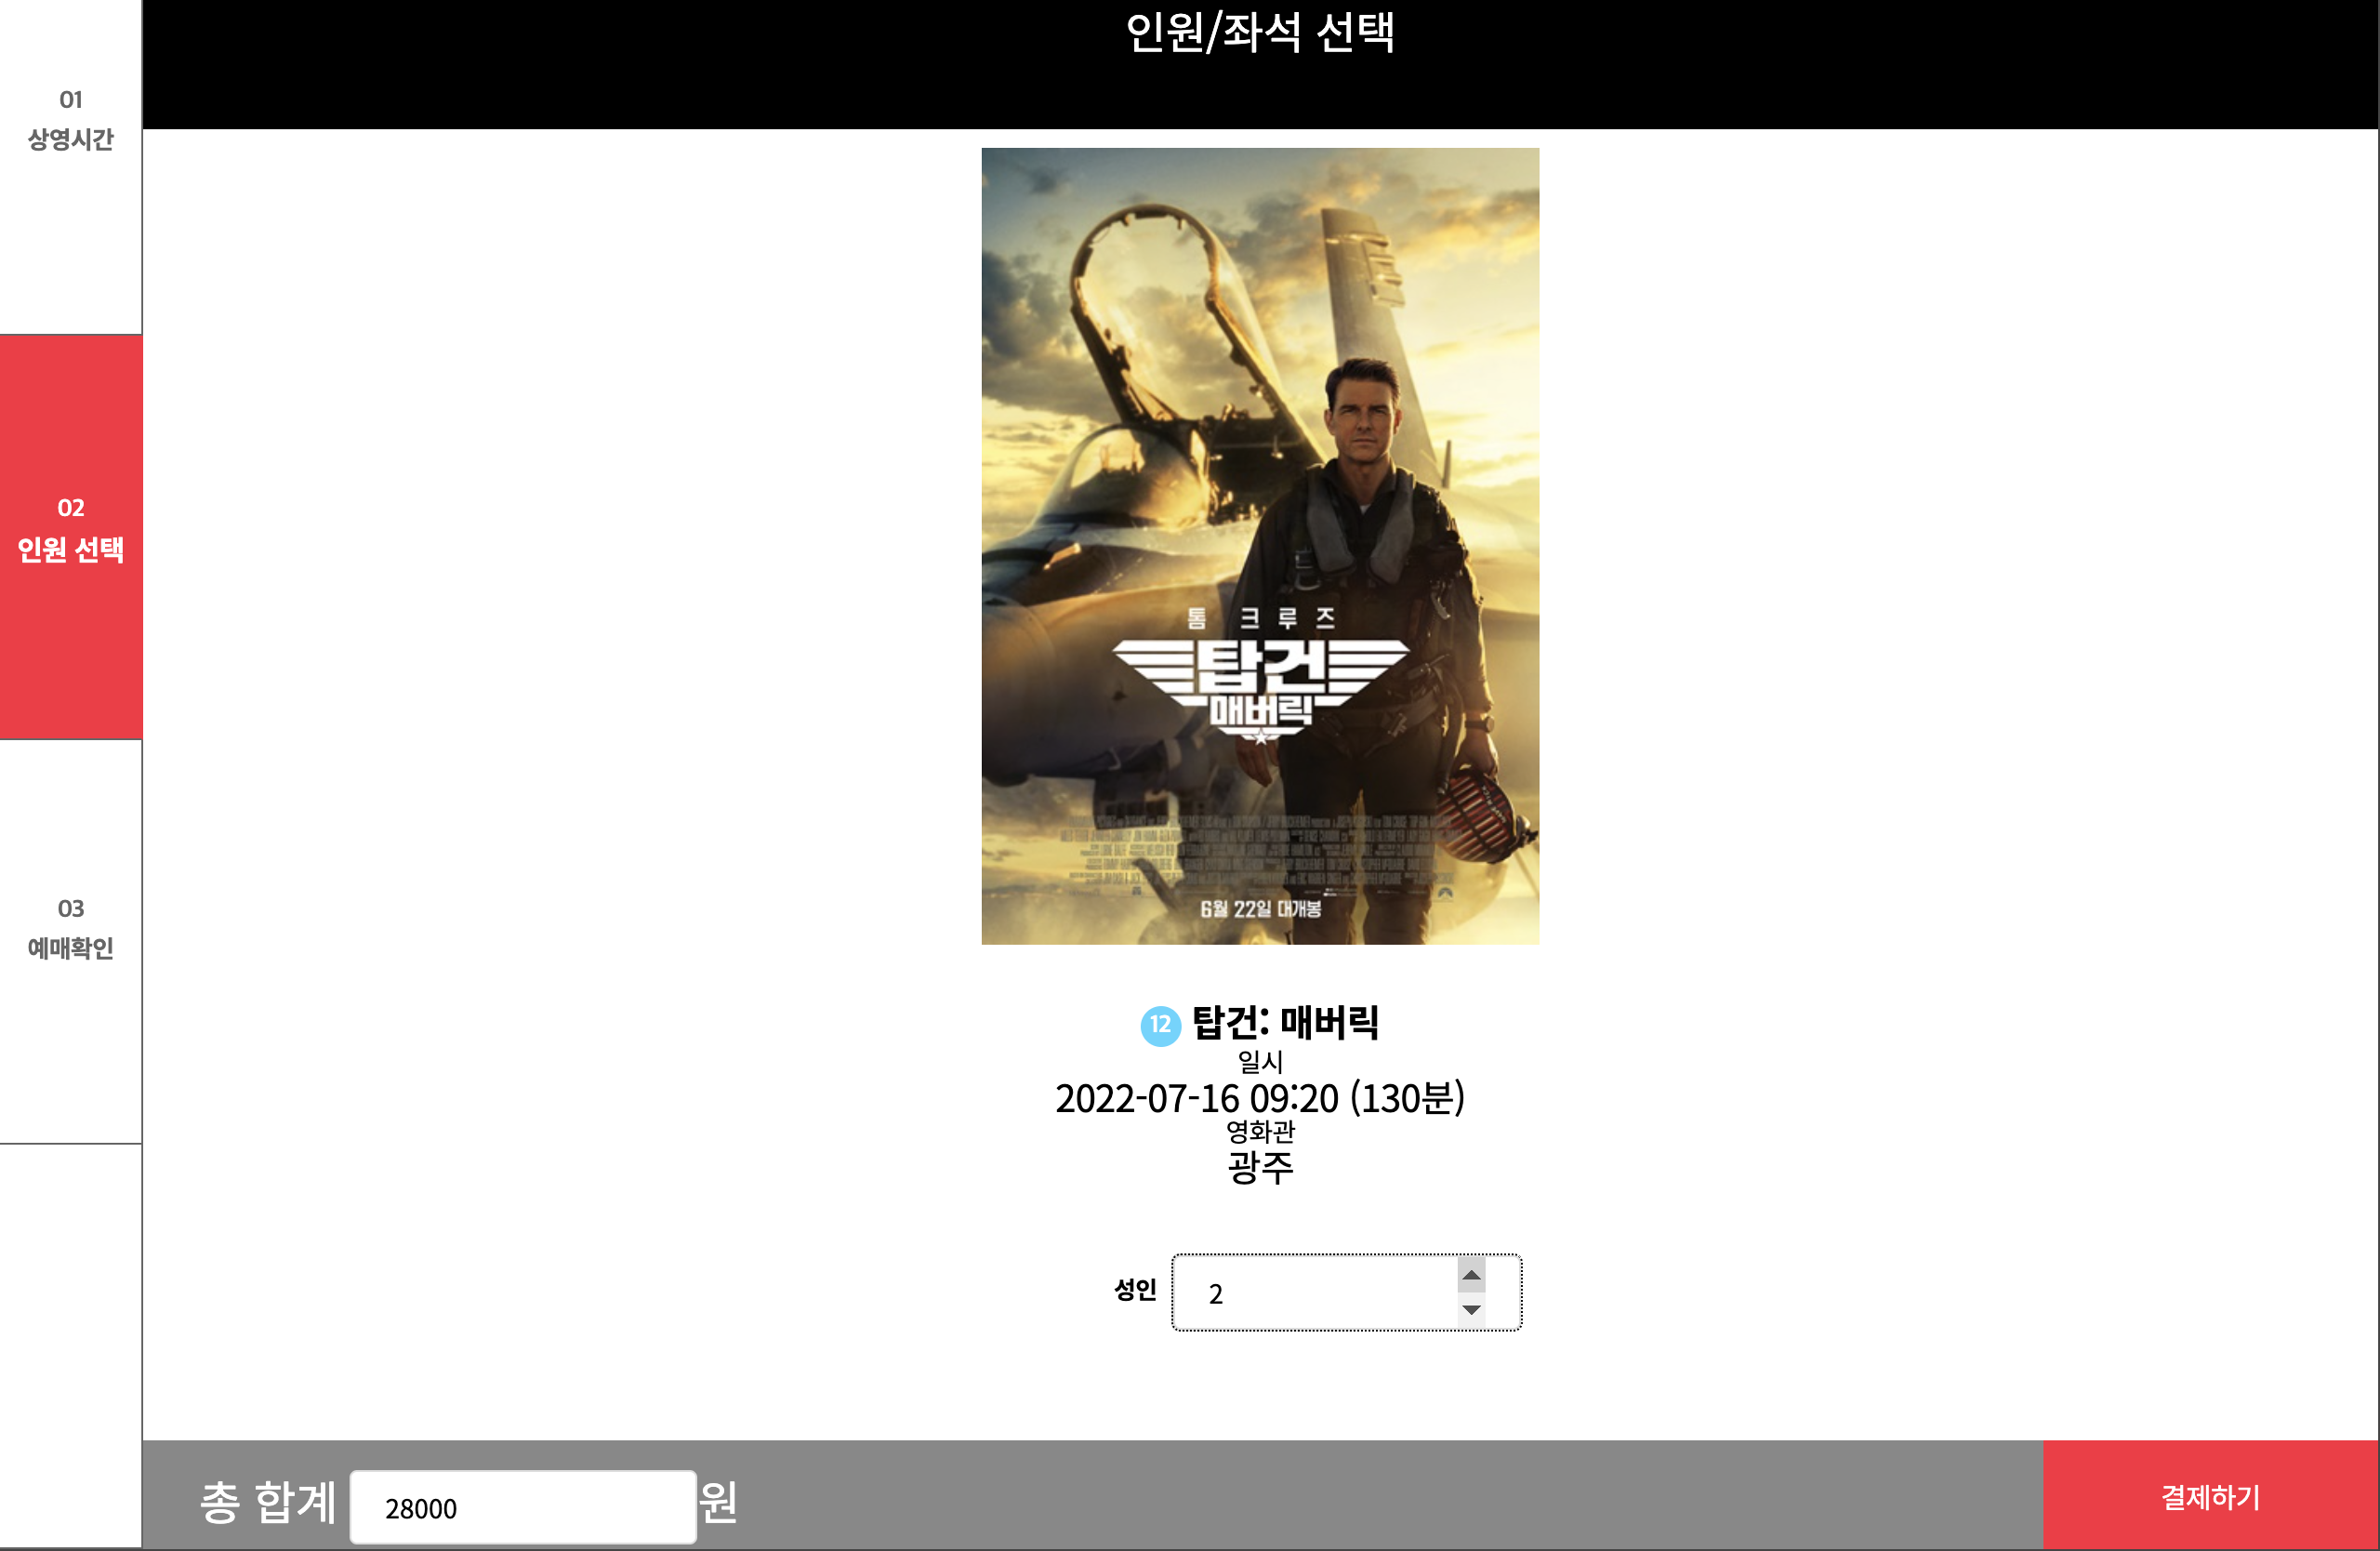 인원/좌석 선택
01
상영시간
02
인원 선택
03
예매확인
톰 크루즈
탑건
매버릭
6월 22일 대개봉
12 탑건: 매버릭
일시
2022-07-16 09:20 (130분)
영화관
광주
성인 2
총 합계 28000 원
결제하기